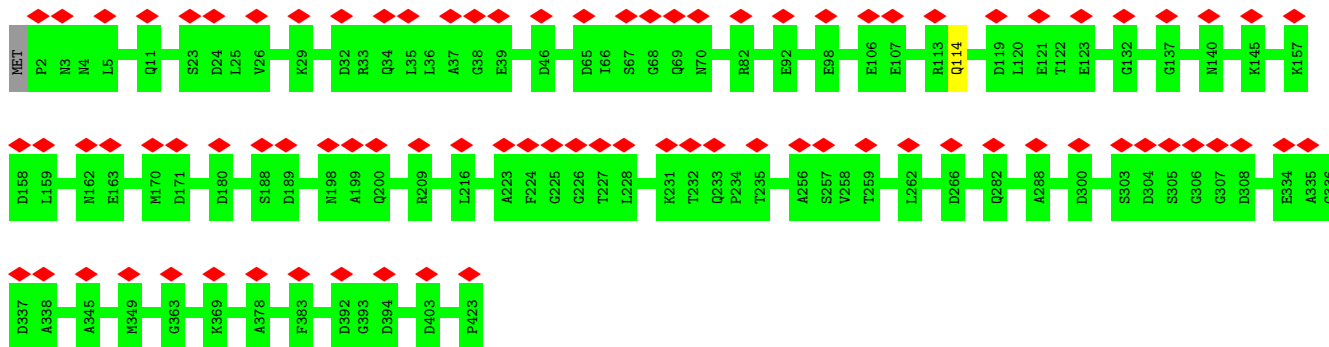 MET P2 N3 N4 L5 Q11 S23 D24 L25 V26 K29 D32 R33 Q34 L35 L36 A37 G38 E39 D46 D65 I66 S67 G68 Q69 N70 R82 E92 E98 E106 E107 R113 Q114 D119 L120 E121 T122 E123 G132 G137 N140 K145 K157
D158 L159 N162 E163 M170 D171 D180 S188 D189 N198 A199 Q200 R209 L216 A223 F224 G225 G226 T227 L228 K231 T232 Q233 P234 T235 A256 S257 V258 T259 L262 D266 Q282 A288 D300 S303 D304 S305 G306 G307 D308 E334 A335 G336
D337 A338 A345 M349 G363 K369 A378 F383 D392 G393 D394 D403 P423